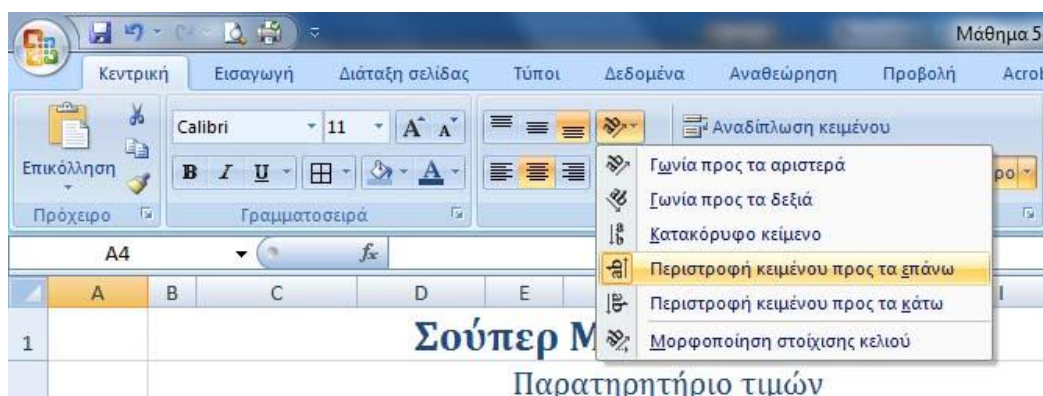 Μάθημα 5
Κεντρική Εισαγωγή Διάταξη σελίδας Τύποι Δεδομένα Αναθεώρηση Προβολή
Calibri 11 A A Αναδίπλωση κειμένου
Επικόλληση B I U A ρο
Πρόχειρο Γραμματοσειρά
Γωνία προς τα αριστερά
Γωνία προς τα δεξιά
Κατακόρυφο κείμενο
Περιστροφή κειμένου προς τα επάνω
Περιστροφή κειμένου προς τα κάτω
Μορφοποίηση στοίχισης κελιού
A4 fx
A B C D E I
1 Σούπερ Μ
Παρατηρητήριο τιμών